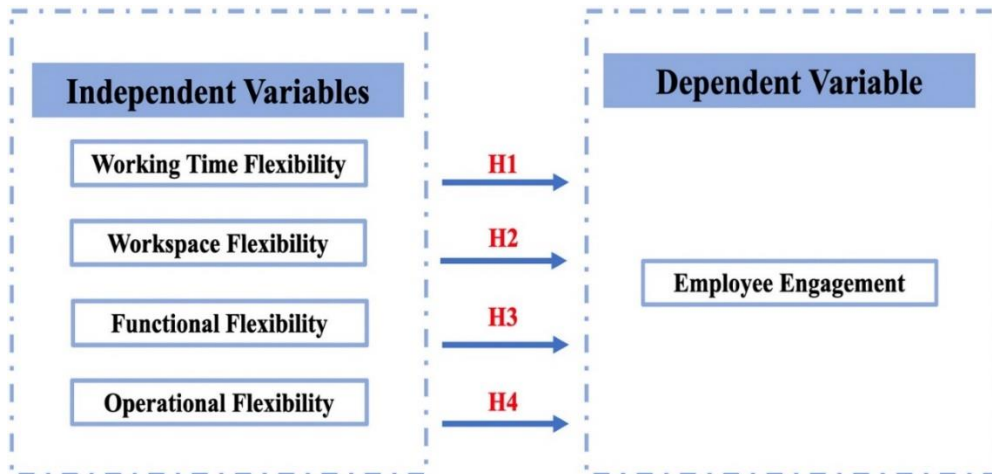 Independent Variables
Working Time Flexibility
Workspace Flexibility
Functional Flexibility
Operational Flexibility
H1
H2
H3
H4
Dependent Variable
Employee Engagement